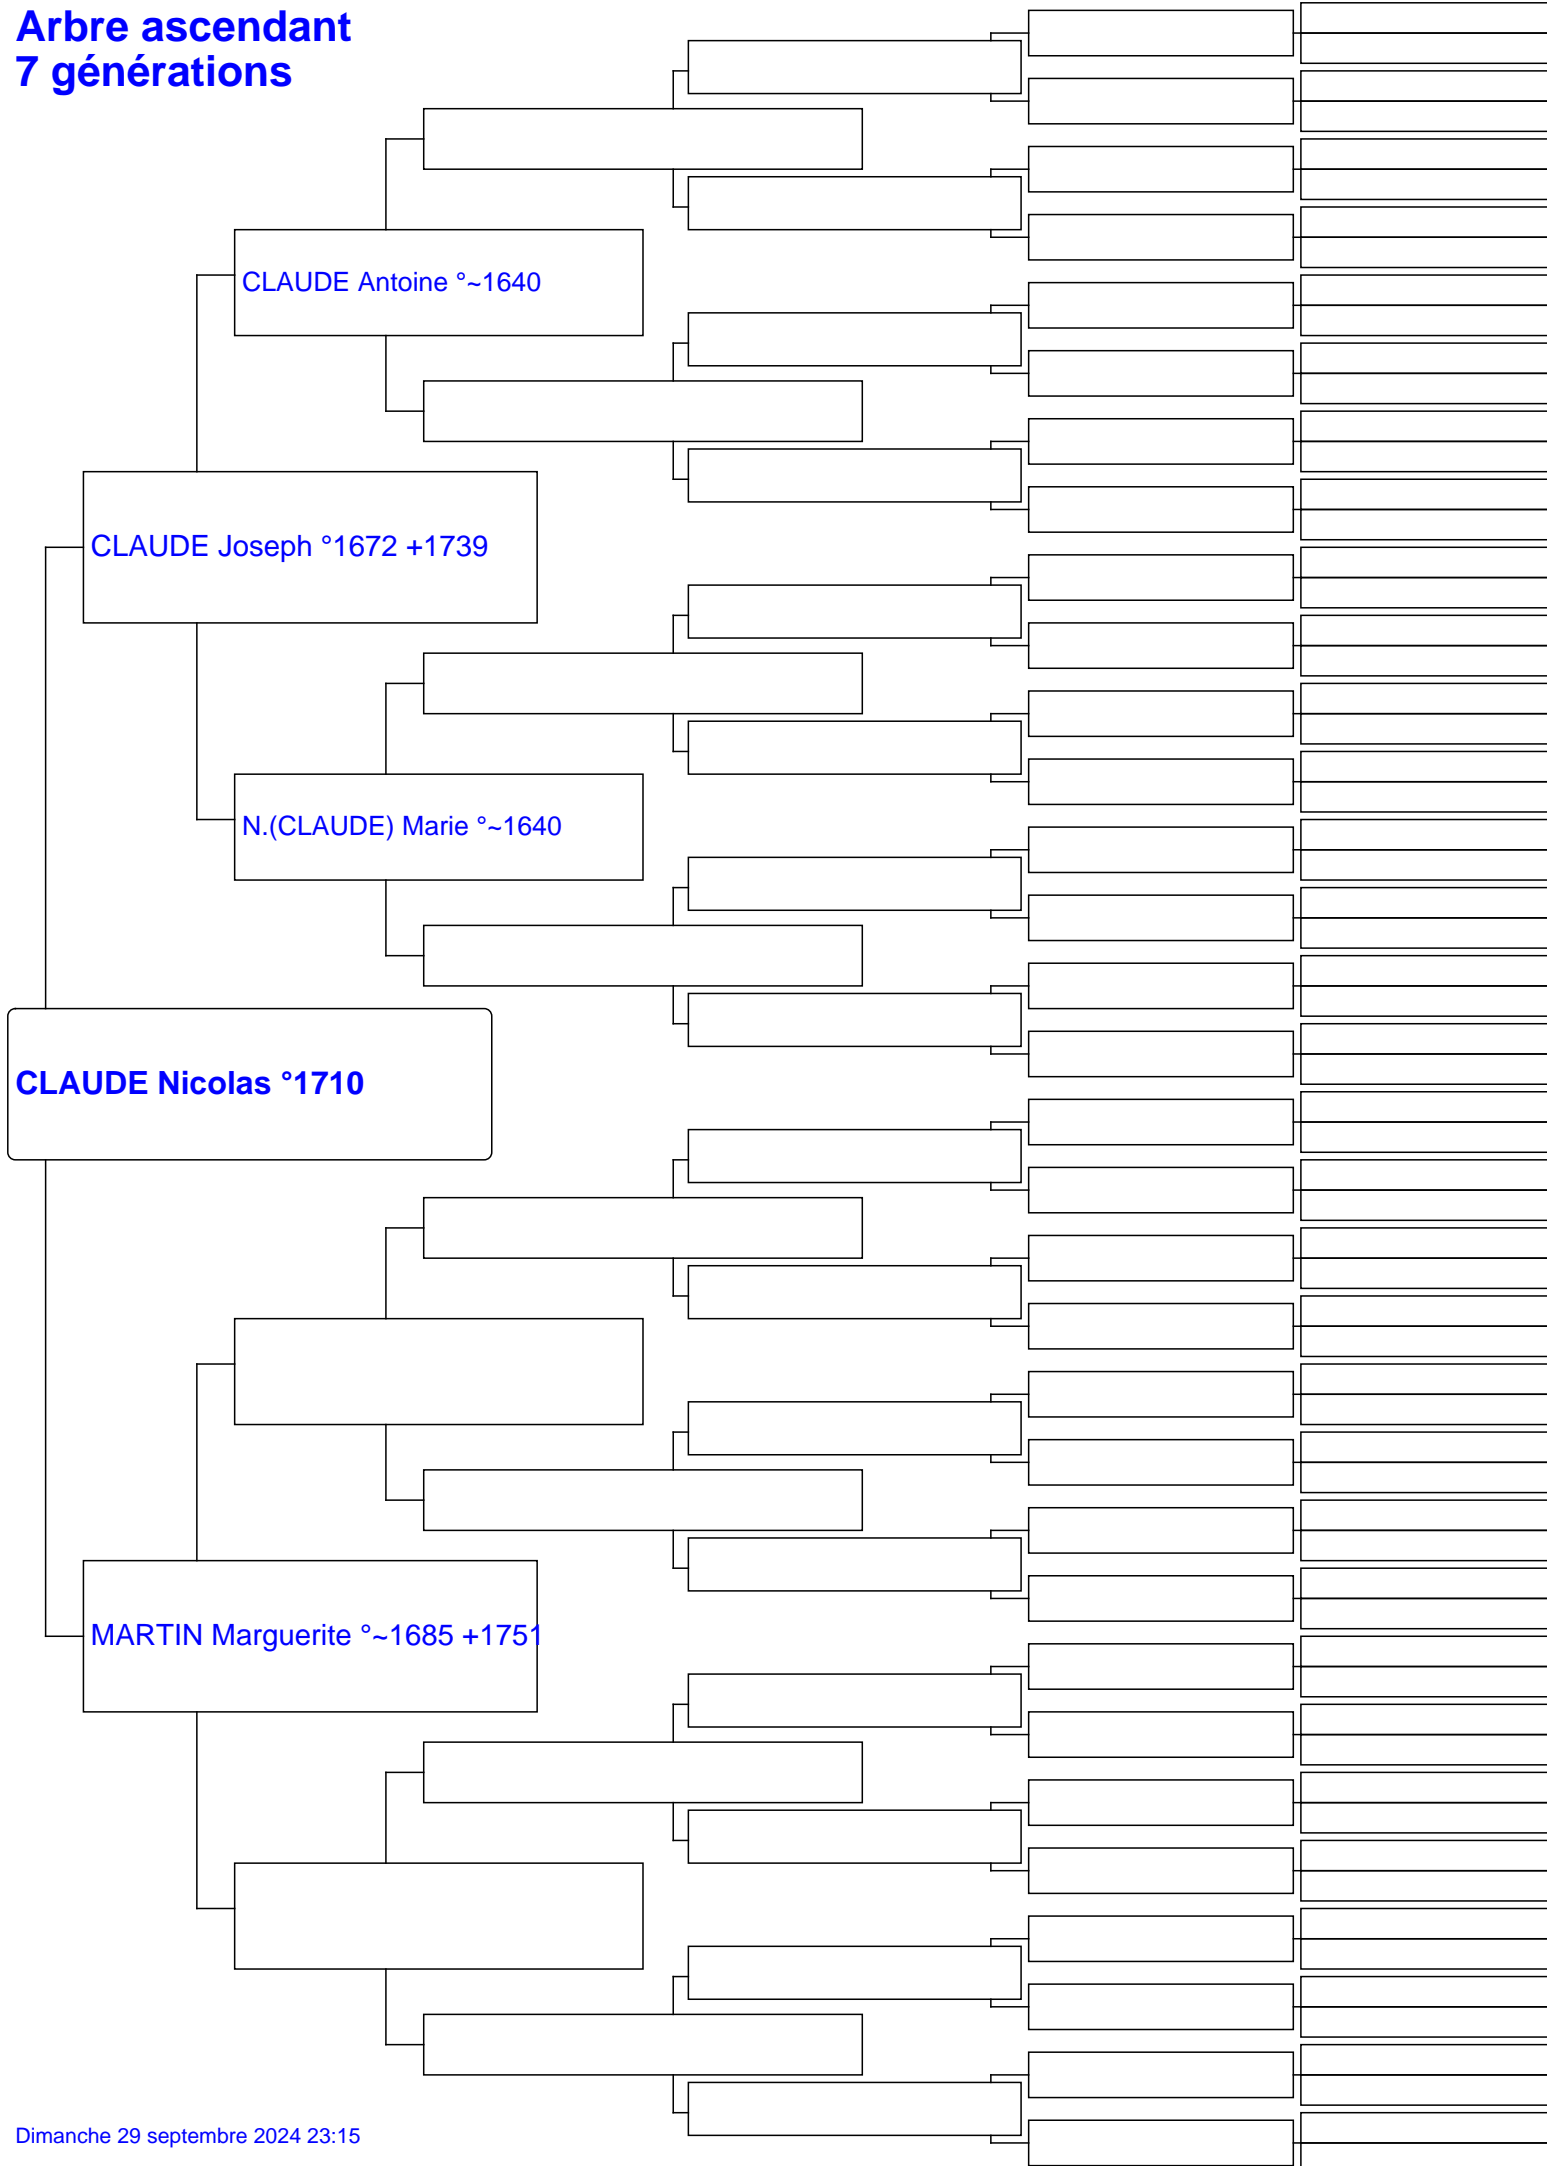 Arbre ascendant
7 générations
CLAUDE Antoine °~1640
CLAUDE Joseph °1672 +1739
N.(CLAUDE) Marie °~1640
CLAUDE Nicolas °1710
MARTIN Marguerite °~1685 +1751
Dimanche 29 septembre 2024 23:15